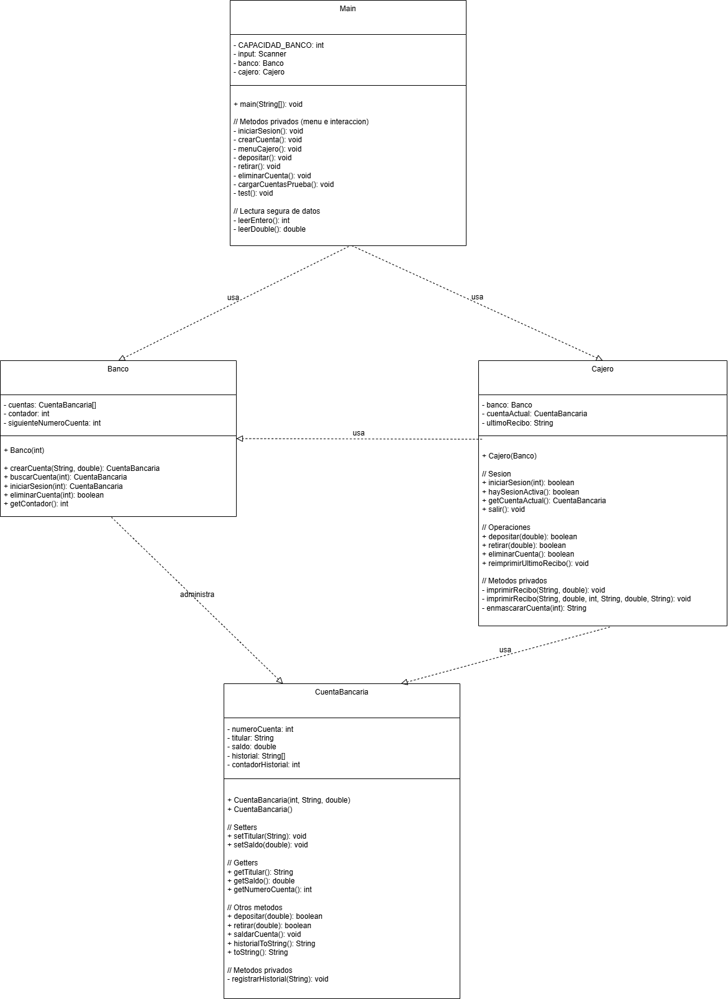 Main
- CAPACIDAD_BANCO: int
- input: Scanner
- banco: Banco
- cajero: Cajero
+ main(String[]): void
// Metodos privados (menu e interaccion)
- iniciarSesion(): void
- crearCuenta(): void
- menuCajero(): void
- depositar(): void
- retirar(): void
- eliminarCuenta(): void
- cargarCuentasPrueba(): void
- test(): void
// Lectura segura de datos
- leerEntero(): int
- leerDouble(): double
usa
usa
Banco
- cuentas: CuentaBancaria[]
- contador: int
- siguienteNumeroCuenta: int
+ Banco(int)
+ crearCuenta(String, double): CuentaBancaria
+ buscarCuenta(int): CuentaBancaria
+ iniciarSesion(int): CuentaBancaria
+ eliminarCuenta(int): boolean
+ getContador(): int
usa
Cajero
- banco: Banco
- cuentaActual: CuentaBancaria
- ultimoRecibo: String
+ Cajero(Banco)
// Sesion
+ iniciarSesion(int): boolean
+ haySesionActiva(): boolean
+ getCuentaActual(): CuentaBancaria
+ salir(): void
// Operaciones
+ depositar(double): boolean
+ retirar(double): boolean
+ eliminarCuenta(): boolean
+ reimprimirUltimoRecibo(): void
// Metodos privados
- imprimirRecibo(String, double): void
- imprimirRecibo(String, double, int, String, double, String): void
- enmascararCuenta(int): String
administra
usa
CuentaBancaria
- numeroCuenta: int
- titular: String
- saldo: double
- historial: String[]
- contadorHistorial: int
+ CuentaBancaria(int, String, double)
+ CuentaBancaria()
// Setters
+ setTitular(String): void
+ setSaldo(double): void
// Getters
+ getTitular(): String
+ getSaldo(): double
+ getNumeroCuenta(): int
// Otros metodos
+ depositar(double): boolean
+ retirar(double): boolean
+ saldarCuenta(): void
+ historialToString(): String
+ toString(): String
// Metodos privados
- registrarHistorial(String): void